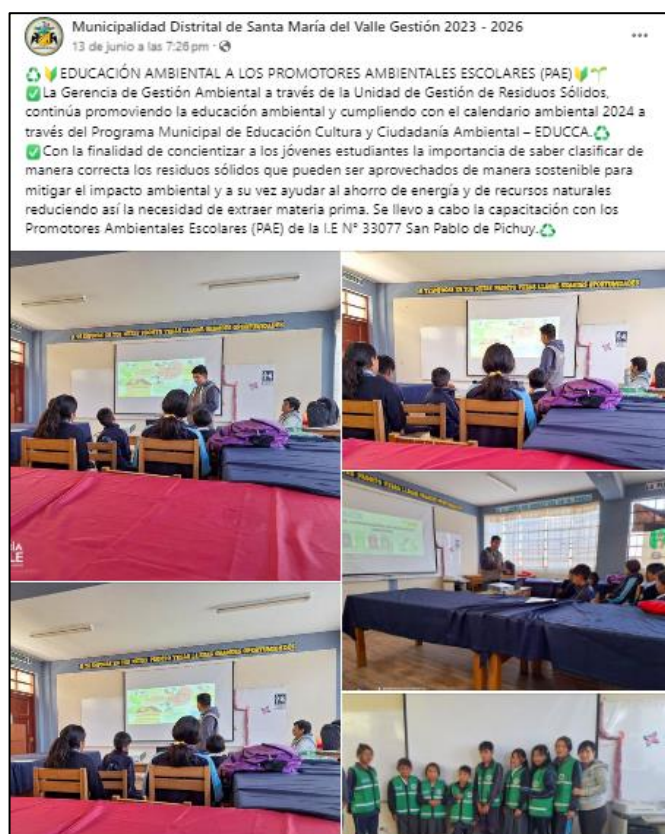 Municipalidad Distrital de Santa María del Valle Gestión 2023 - 2026
13 de junio a las 7:26 pm ·
♻️🔰EDUCACIÓN AMBIENTAL A LOS PROMOTORES AMBIENTALES ESCOLARES (PAE)🔰🌱
✅La Gerencia de Gestión Ambiental a través de la Unidad de Gestión de Residuos Sólidos,
continúa promoviendo la educación ambiental y cumpliendo con el calendario ambiental 2024 a
través del Programa Municipal de Educación Cultura y Ciudadanía Ambiental – EDUCCA.♻️
✅Con la finalidad de concientizar a los jóvenes estudiantes la importancia de saber clasificar de
manera correcta los residuos sólidos que pueden ser aprovechados de manera sostenible para
mitigar el impacto ambiental y a su vez ayudar al ahorro de energía y de recursos naturales
reduciendo así la necesidad de extraer materia prima. Se llevo a cabo la capacitación con los
Promotores Ambientales Escolares (PAE) de la I.E N° 33077 San Pablo de Pichuy.♻️